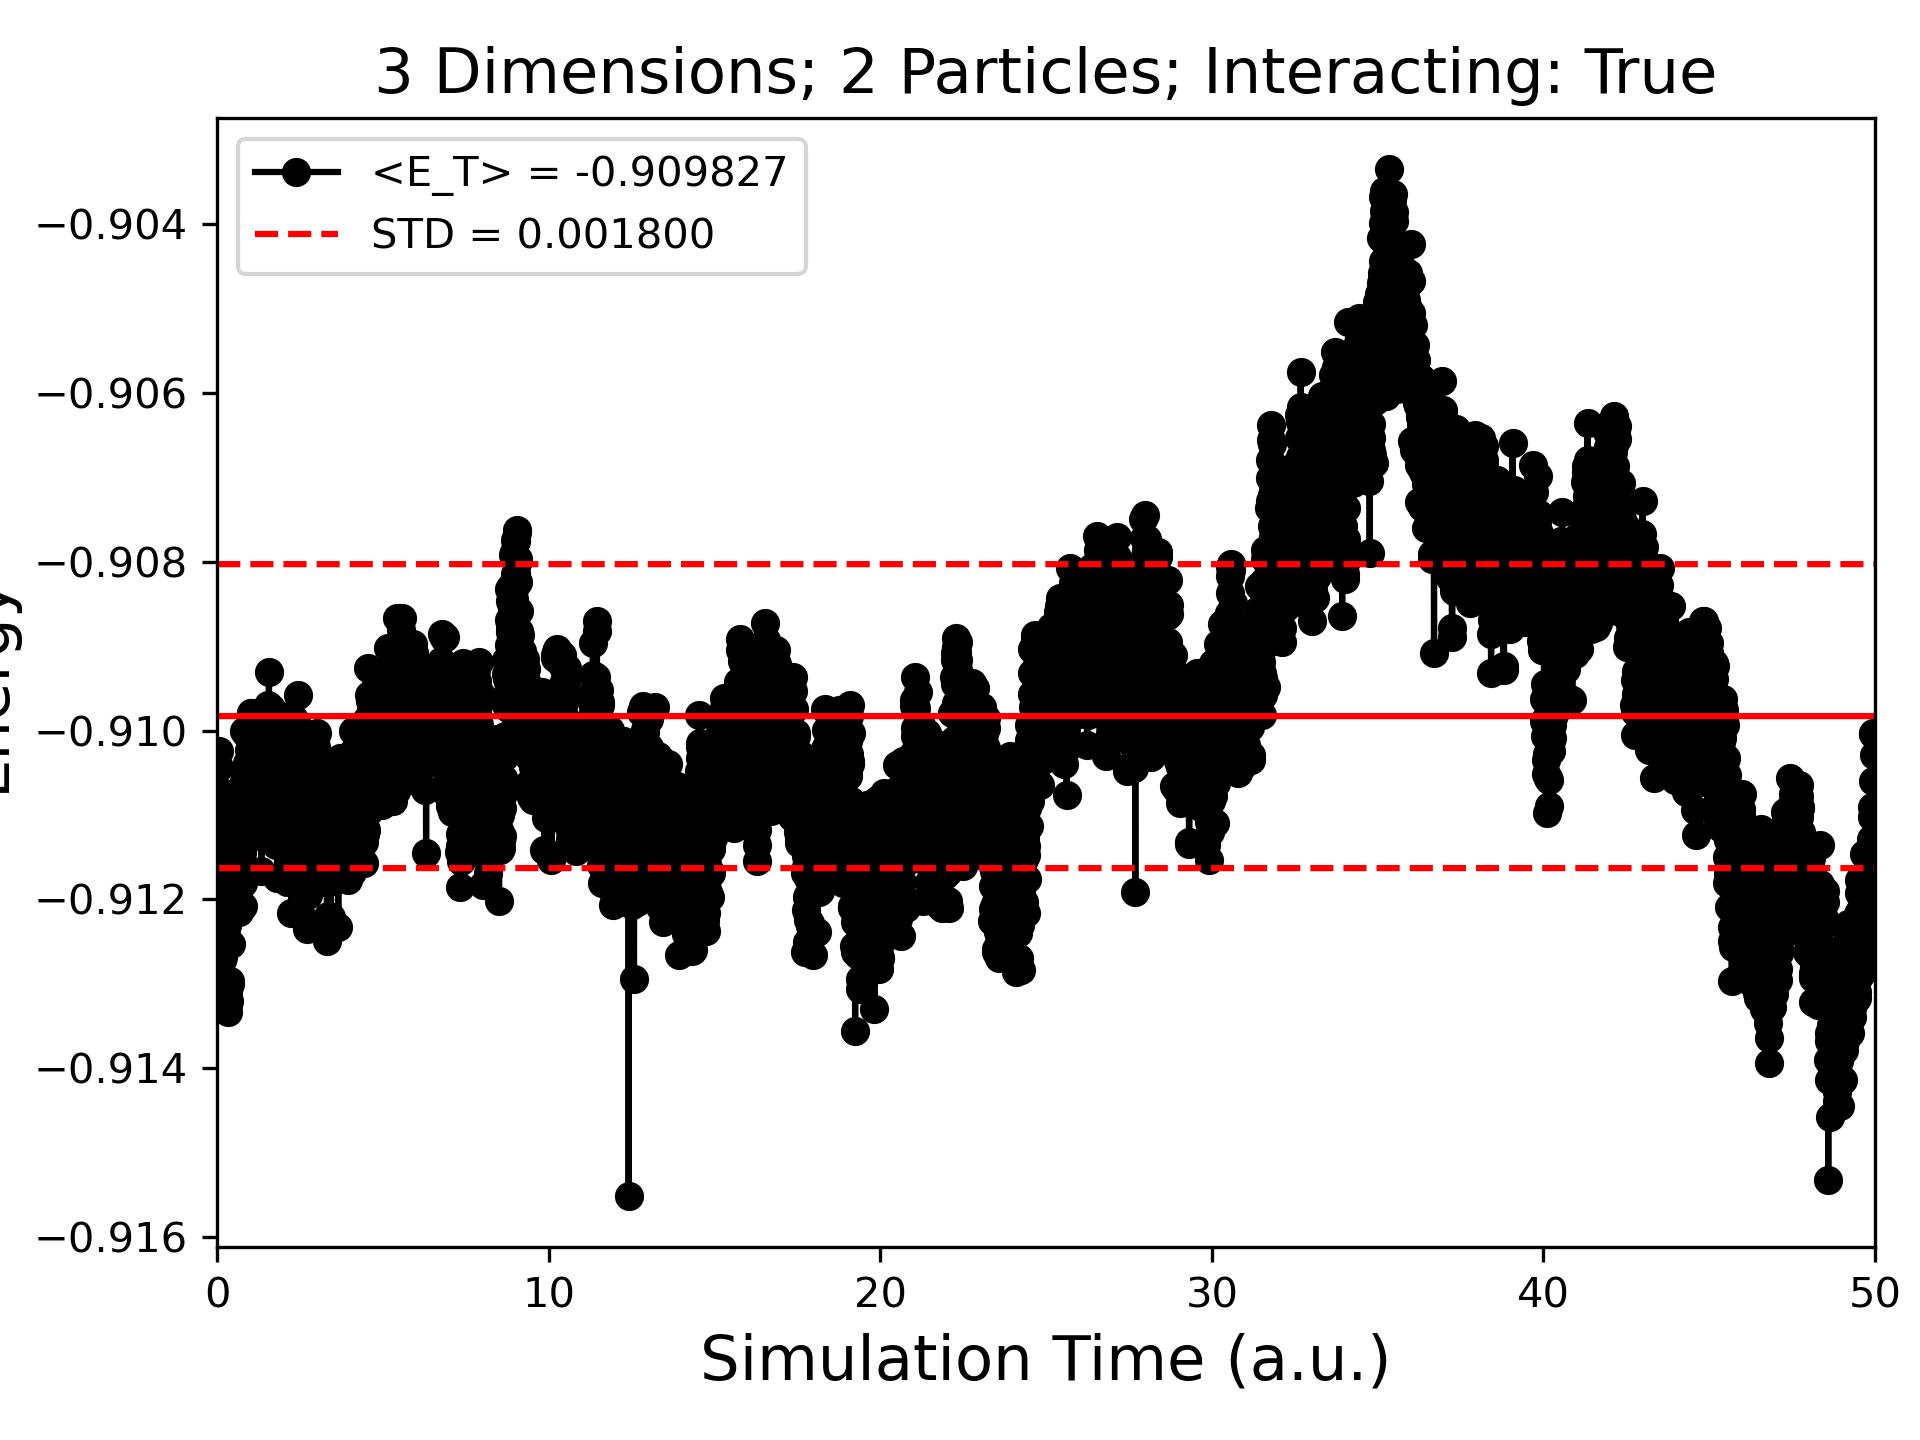 3 Dimensions; 2 Particles; Interacting: True
<E_T> = -0.909827
STD = 0.001800
−0.904
−0.906
−0.908
−0.910
−0.912
−0.914
−0.916
Energy
0 10 20 30 40 50
Simulation Time (a.u.)